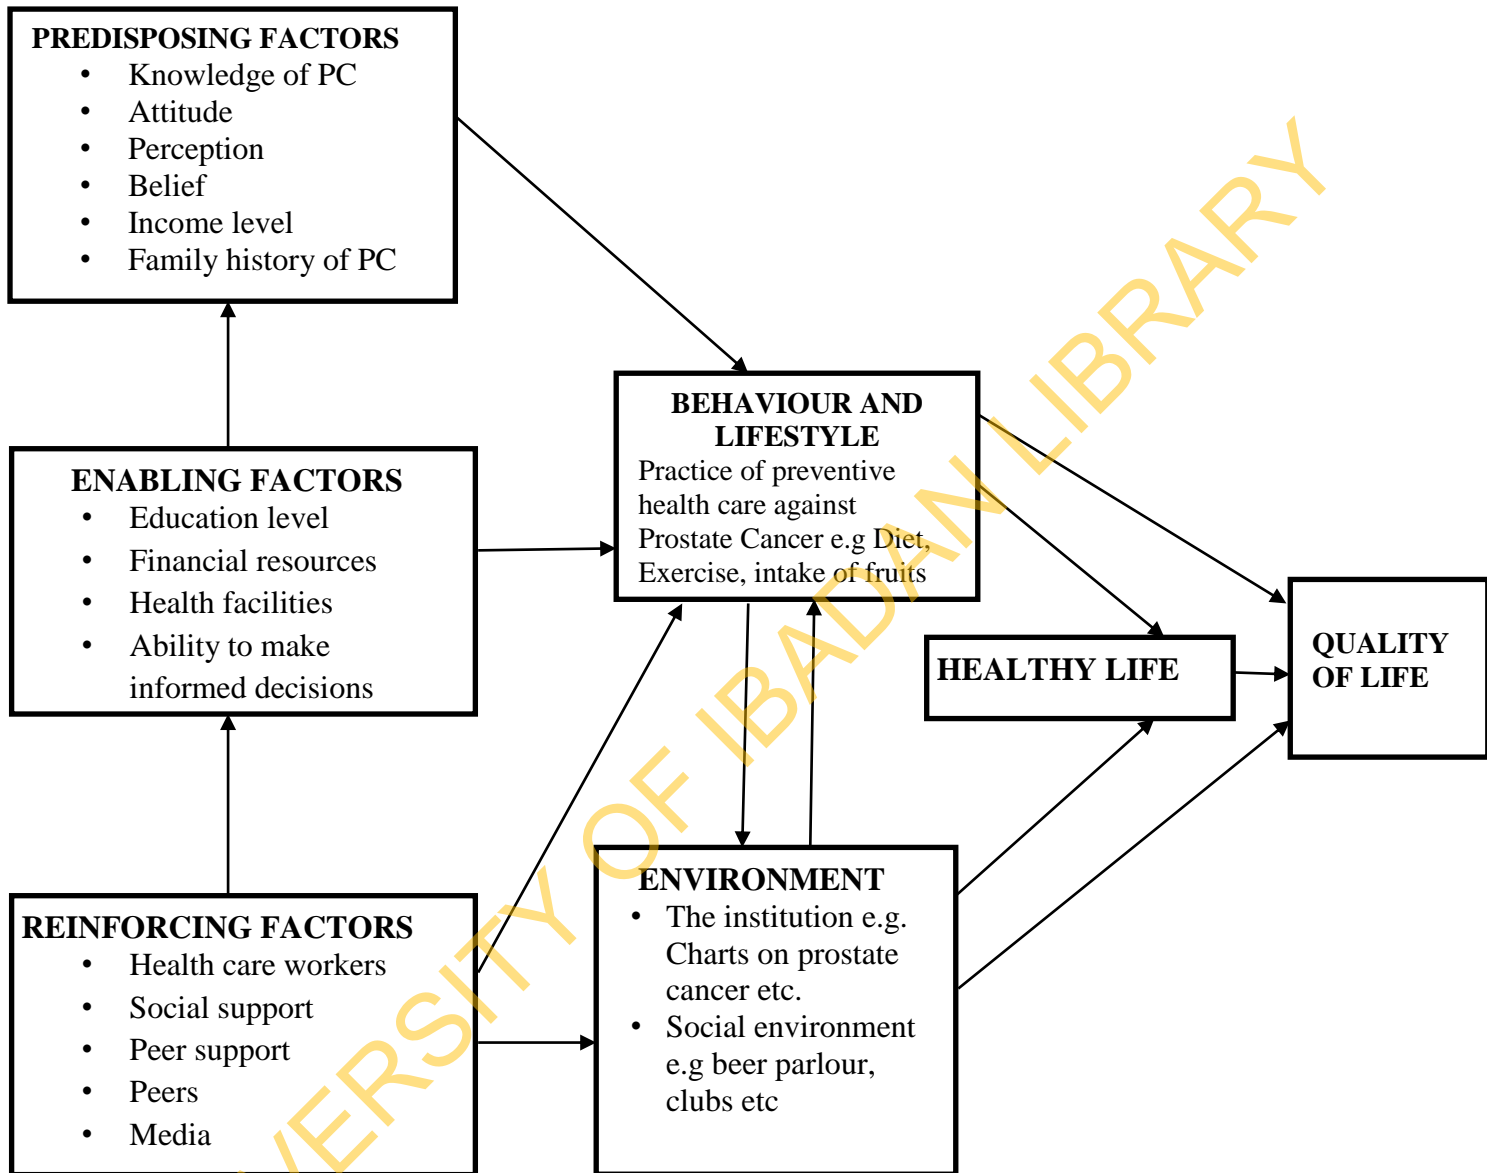 PREDISPOSING FACTORS
• Knowledge of PC
• Attitude
• Perception
• Belief
• Income level
• Family history of PC
ENABLING FACTORS
• Education level
• Financial resources
• Health facilities
• Ability to make
informed decisions
REINFORCING FACTORS
• Health care workers
• Social support
• Peer support
• Peers
• Media
BEHAVIOUR AND
LIFESTYLE
Practice of preventive
health care against
Prostate Cancer e.g Diet,
Exercise, intake of fruits
ENVIRONMENT
• The institution e.g.
Charts on prostate
cancer etc.
• Social environment
e.g beer parlour,
clubs etc
HEALTHY LIFE
QUALITY
OF LIFE
VERSITY OF IBADAN LIBRARY